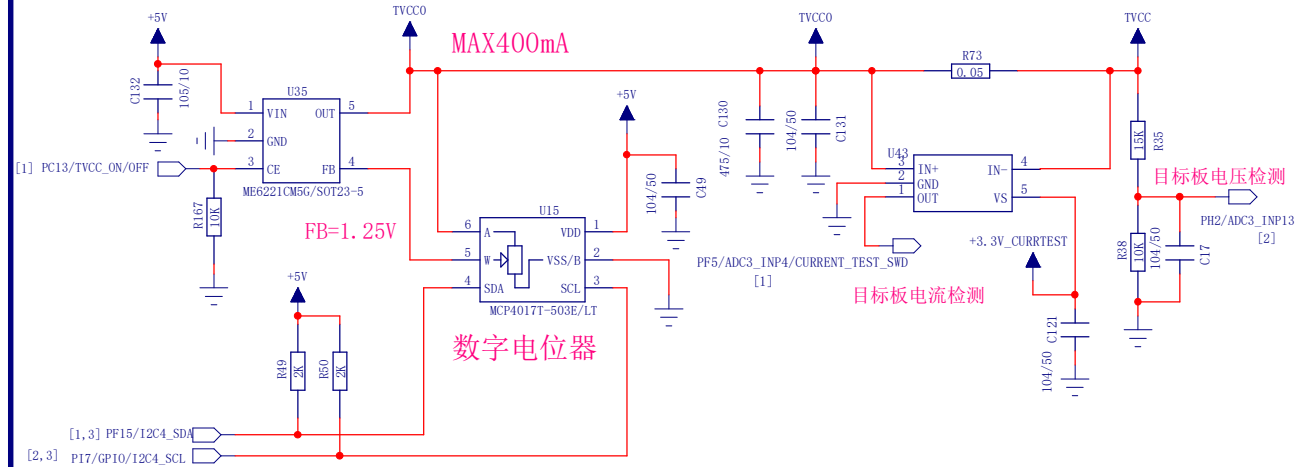 +5V
TVCC0
MAX400mA
TVCC0
TVCC
C132
105/10
U35
1 VIN OUT 5
2 GND
3 CE FB 4
ME6221CM5G/SOT23-5
[1] PC13/TVCC_ON/OFF
R167
10K
FB=1.25V
+5V
104/50
C49
U15
6 A VDD 1
5 W VSS/B 2
4 SDA SCL 3
MCP4017T-503E/LT
数字电位器
+5V
R49
2K
R50
2K
[1,3] PF15/I2C4_SDA
[2,3] PI7/GPIO/I2C4_SCL
475/10
C130
104/50
C131
R73
0.05
U43
3 IN+ IN- 4
2 GND
1 OUT VS 5
PF5/ADC3_INP4/CURRENT_TEST_SWD
[1]
目标板电流检测
+3.3V_CURRTEST
104/50
C121
15K
R35
目标板电压检测
R38
10K
104/50
C17
PH2/ADC3_INP13
[2]